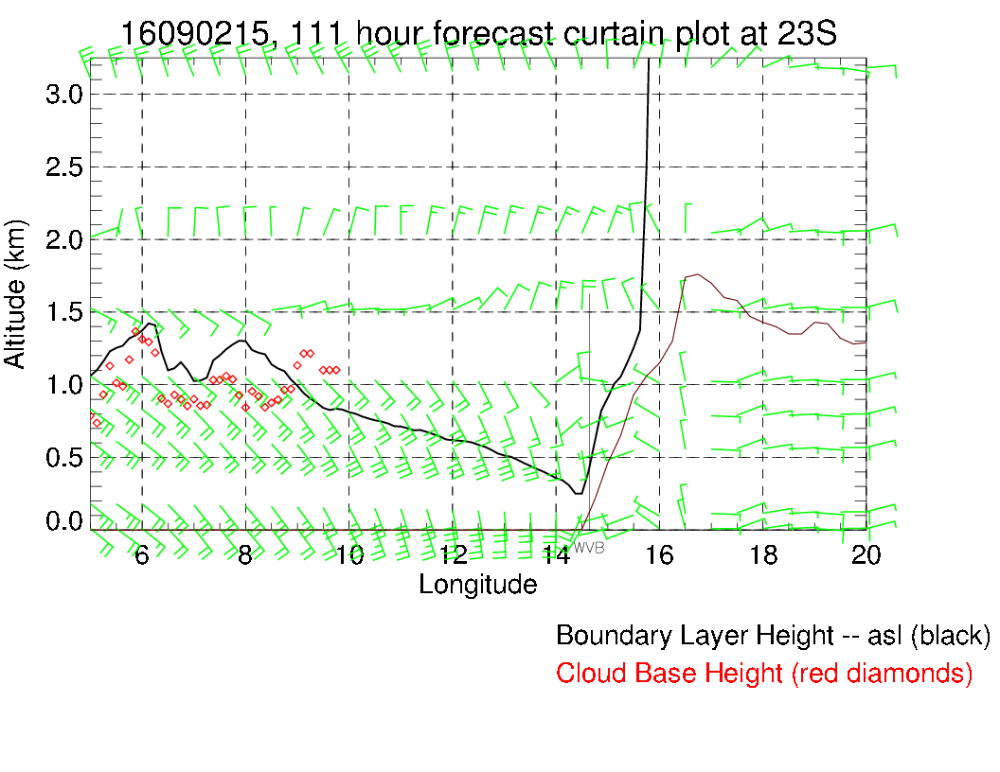 16090215, 111 hour forecast curtain plot at 23S
3.0
2.5
2.0
1.5
1.0
0.5
0.0
Altitude (km)
6 8 10 12 14 16 18 20
WVB
Longitude
Boundary Layer Height -- asl (black)
Cloud Base Height (red diamonds)